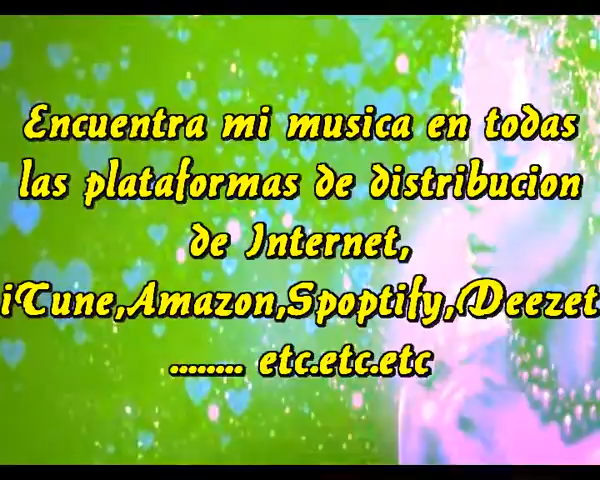 Encuentra mi musica en todas
las plataformas de distribucion
de Internet,
iTune,Amazon,Spoptify,Deezet
........ etc.etc.etc